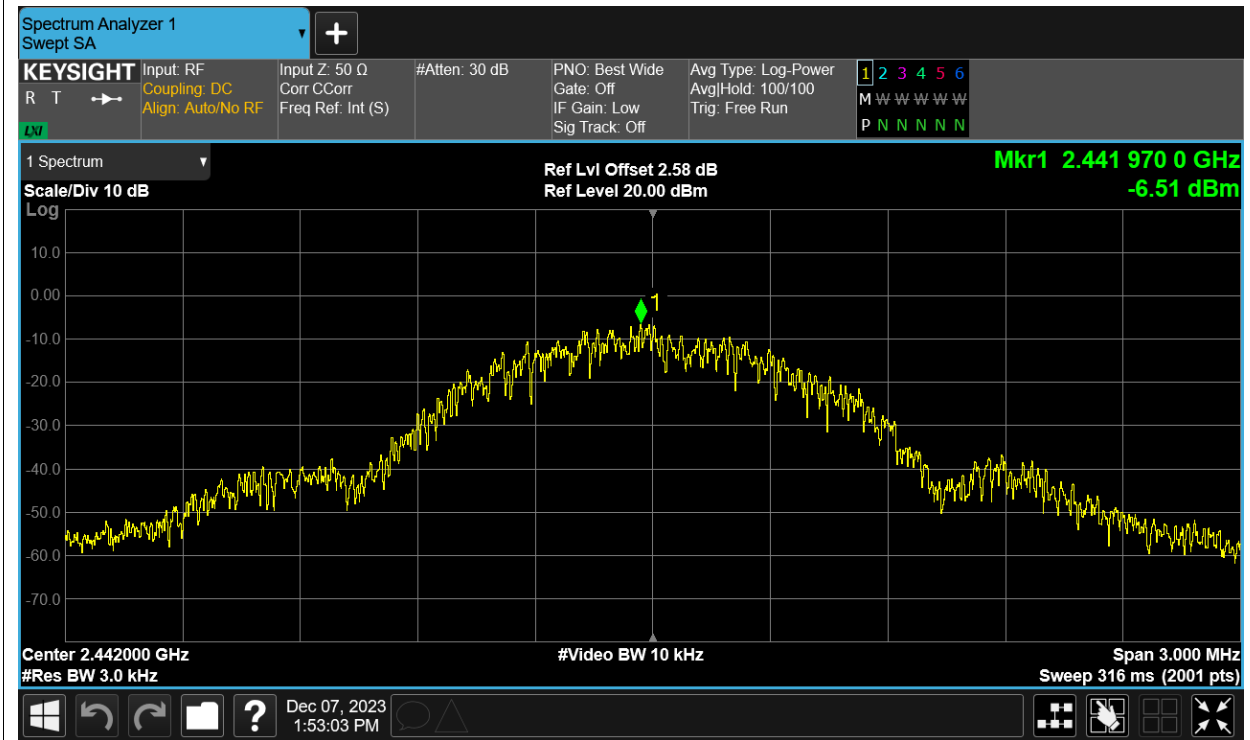 Spectrum Analyzer 1
Swept SA
KEYSIGHT
R T
LXI
Input: RF
Coupling: DC
Align: Auto/No RF
Input Z: 50 Ω
Corr CCorr
Freq Ref: Int (S)
#Atten: 30 dB
PNO: Best Wide
Gate: Off
IF Gain: Low
Sig Track: Off
Avg Type: Log-Power
Avg|Hold: 100/100
Trig: Free Run
1 2 3 4 5 6
M W W W W W
P N N N N N
1 Spectrum
Scale/Div 10 dB
Log
Ref Lvl Offset 2.58 dB
Ref Level 20.00 dBm
Mkr1 2.441 970 0 GHz
-6.51 dBm
10.0
0.00
1
-10.0
-20.0
-30.0
-40.0
-50.0
-60.0
-70.0
Center 2.442000 GHz
#Video BW 10 kHz
Span 3.000 MHz
#Res BW 3.0 kHz
Sweep 316 ms (2001 pts)
?
Dec 07, 2023
1:53:03 PM